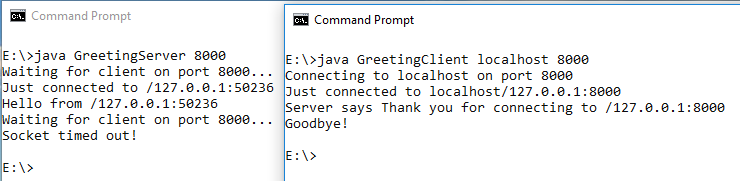 Command Prompt
E:\>java GreetingServer 8000
Waiting for client on port 8000...
Just connected to /127.0.0.1:50236
Hello from /127.0.0.1:50236
Waiting for client on port 8000...
Socket timed out!
E:\>
Command Prompt
E:\>java GreetingClient localhost 8000
Connecting to localhost on port 8000
Just connected to localhost/127.0.0.1:8000
Server says Thank you for connecting to /127.0.0.1:8000
Goodbye!
E:\>